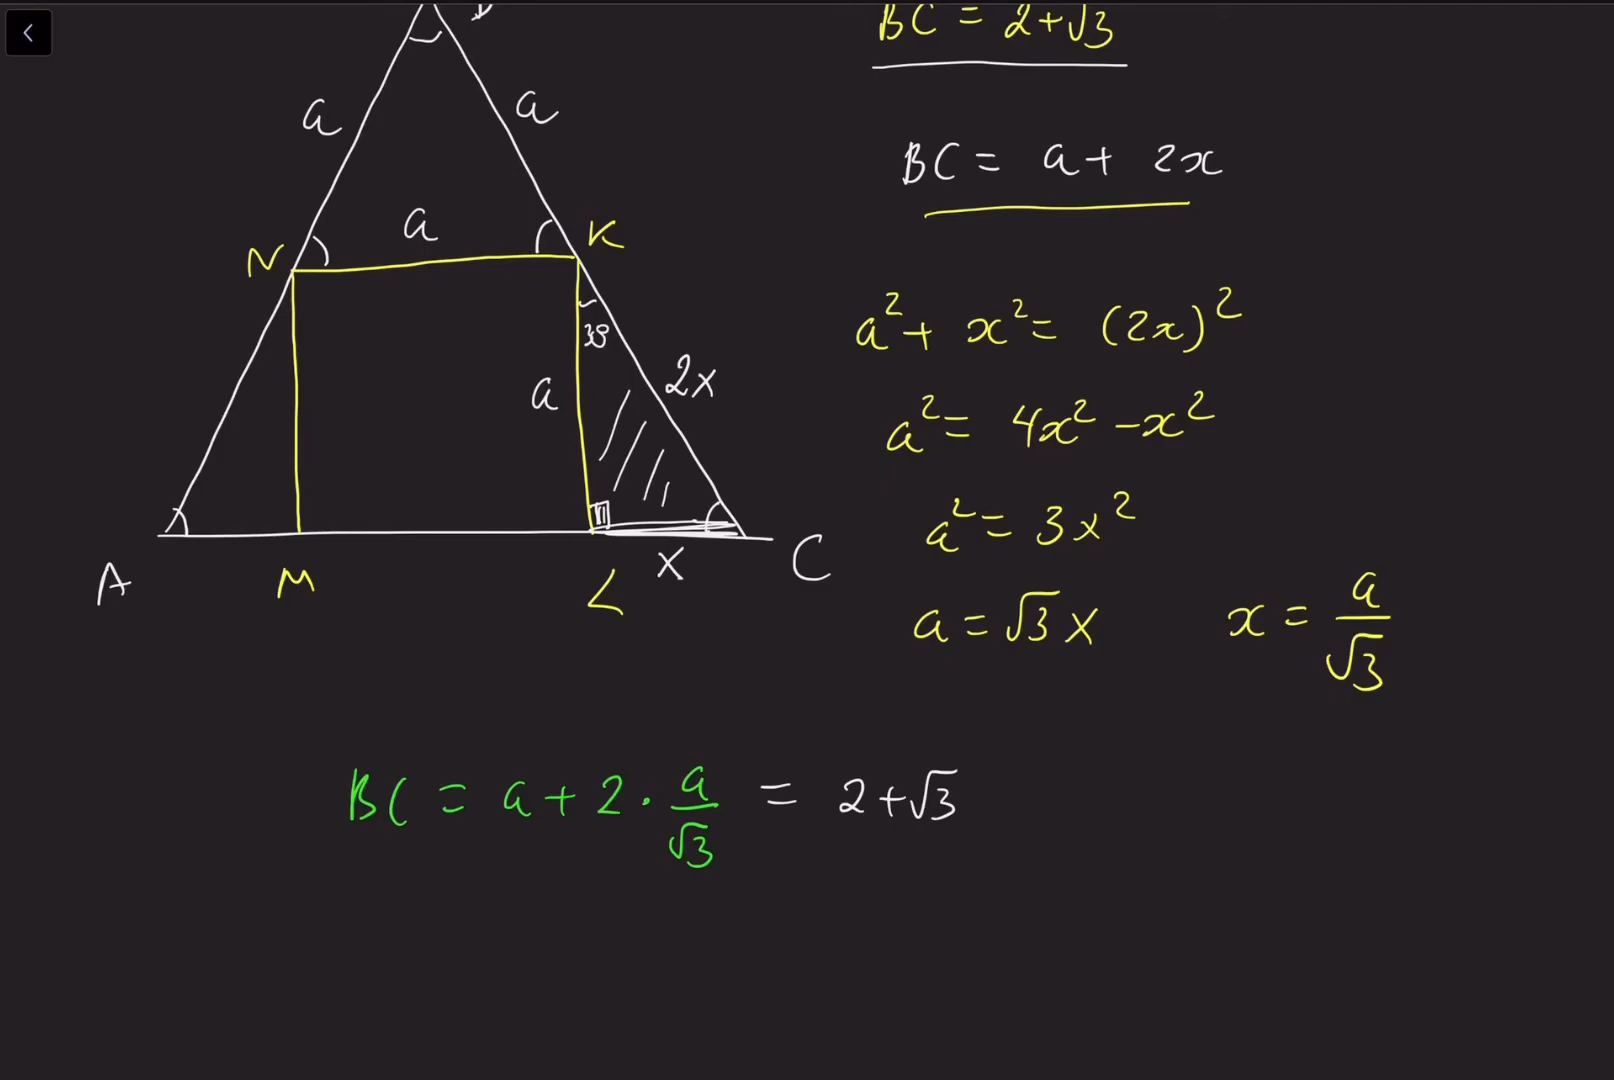 BC = 2+√3
a a
BC = a + 2x
a
N K
a² + x² = (2x)²
30
2x
a
a² = 4x² - x²
a² = 3x²
A M L x C
a = √3 x x = a/√3
BC = a + 2 · a/√3 = 2+√3